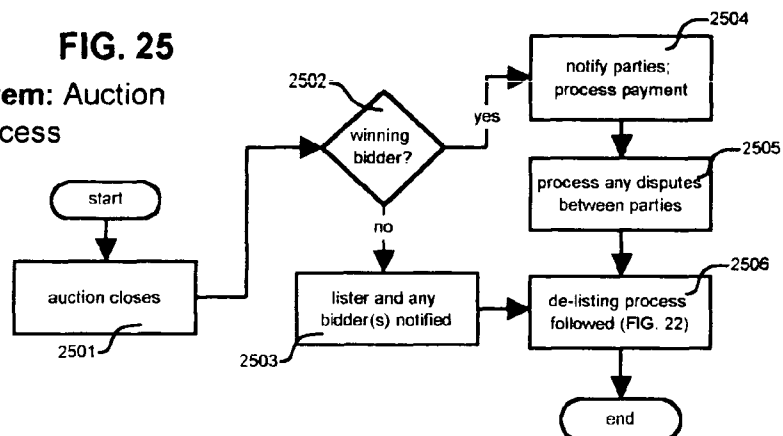 FIG. 25
rem: Auction
cess
start
auction closes
2501
2502
winning
bidder?
yes
no
lister and any
bidder(s) notified
2503
2504
notify parties;
process payment
2505
process any disputes
between parties
2506
de-listing process
followed (FIG. 22)
end